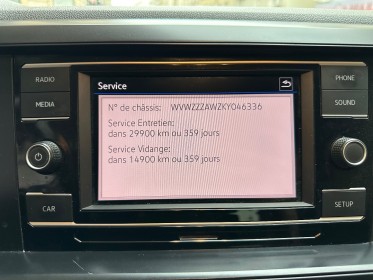 Service
RADIO
PHONE
N° de châssis: WVWZZZAWZKY046336
MEDIA
SOUND
Service Entretien:
dans 29900 km ou 359 jours
Service Vidange:
dans 14900 km ou 359 jours
CAR
SETUP